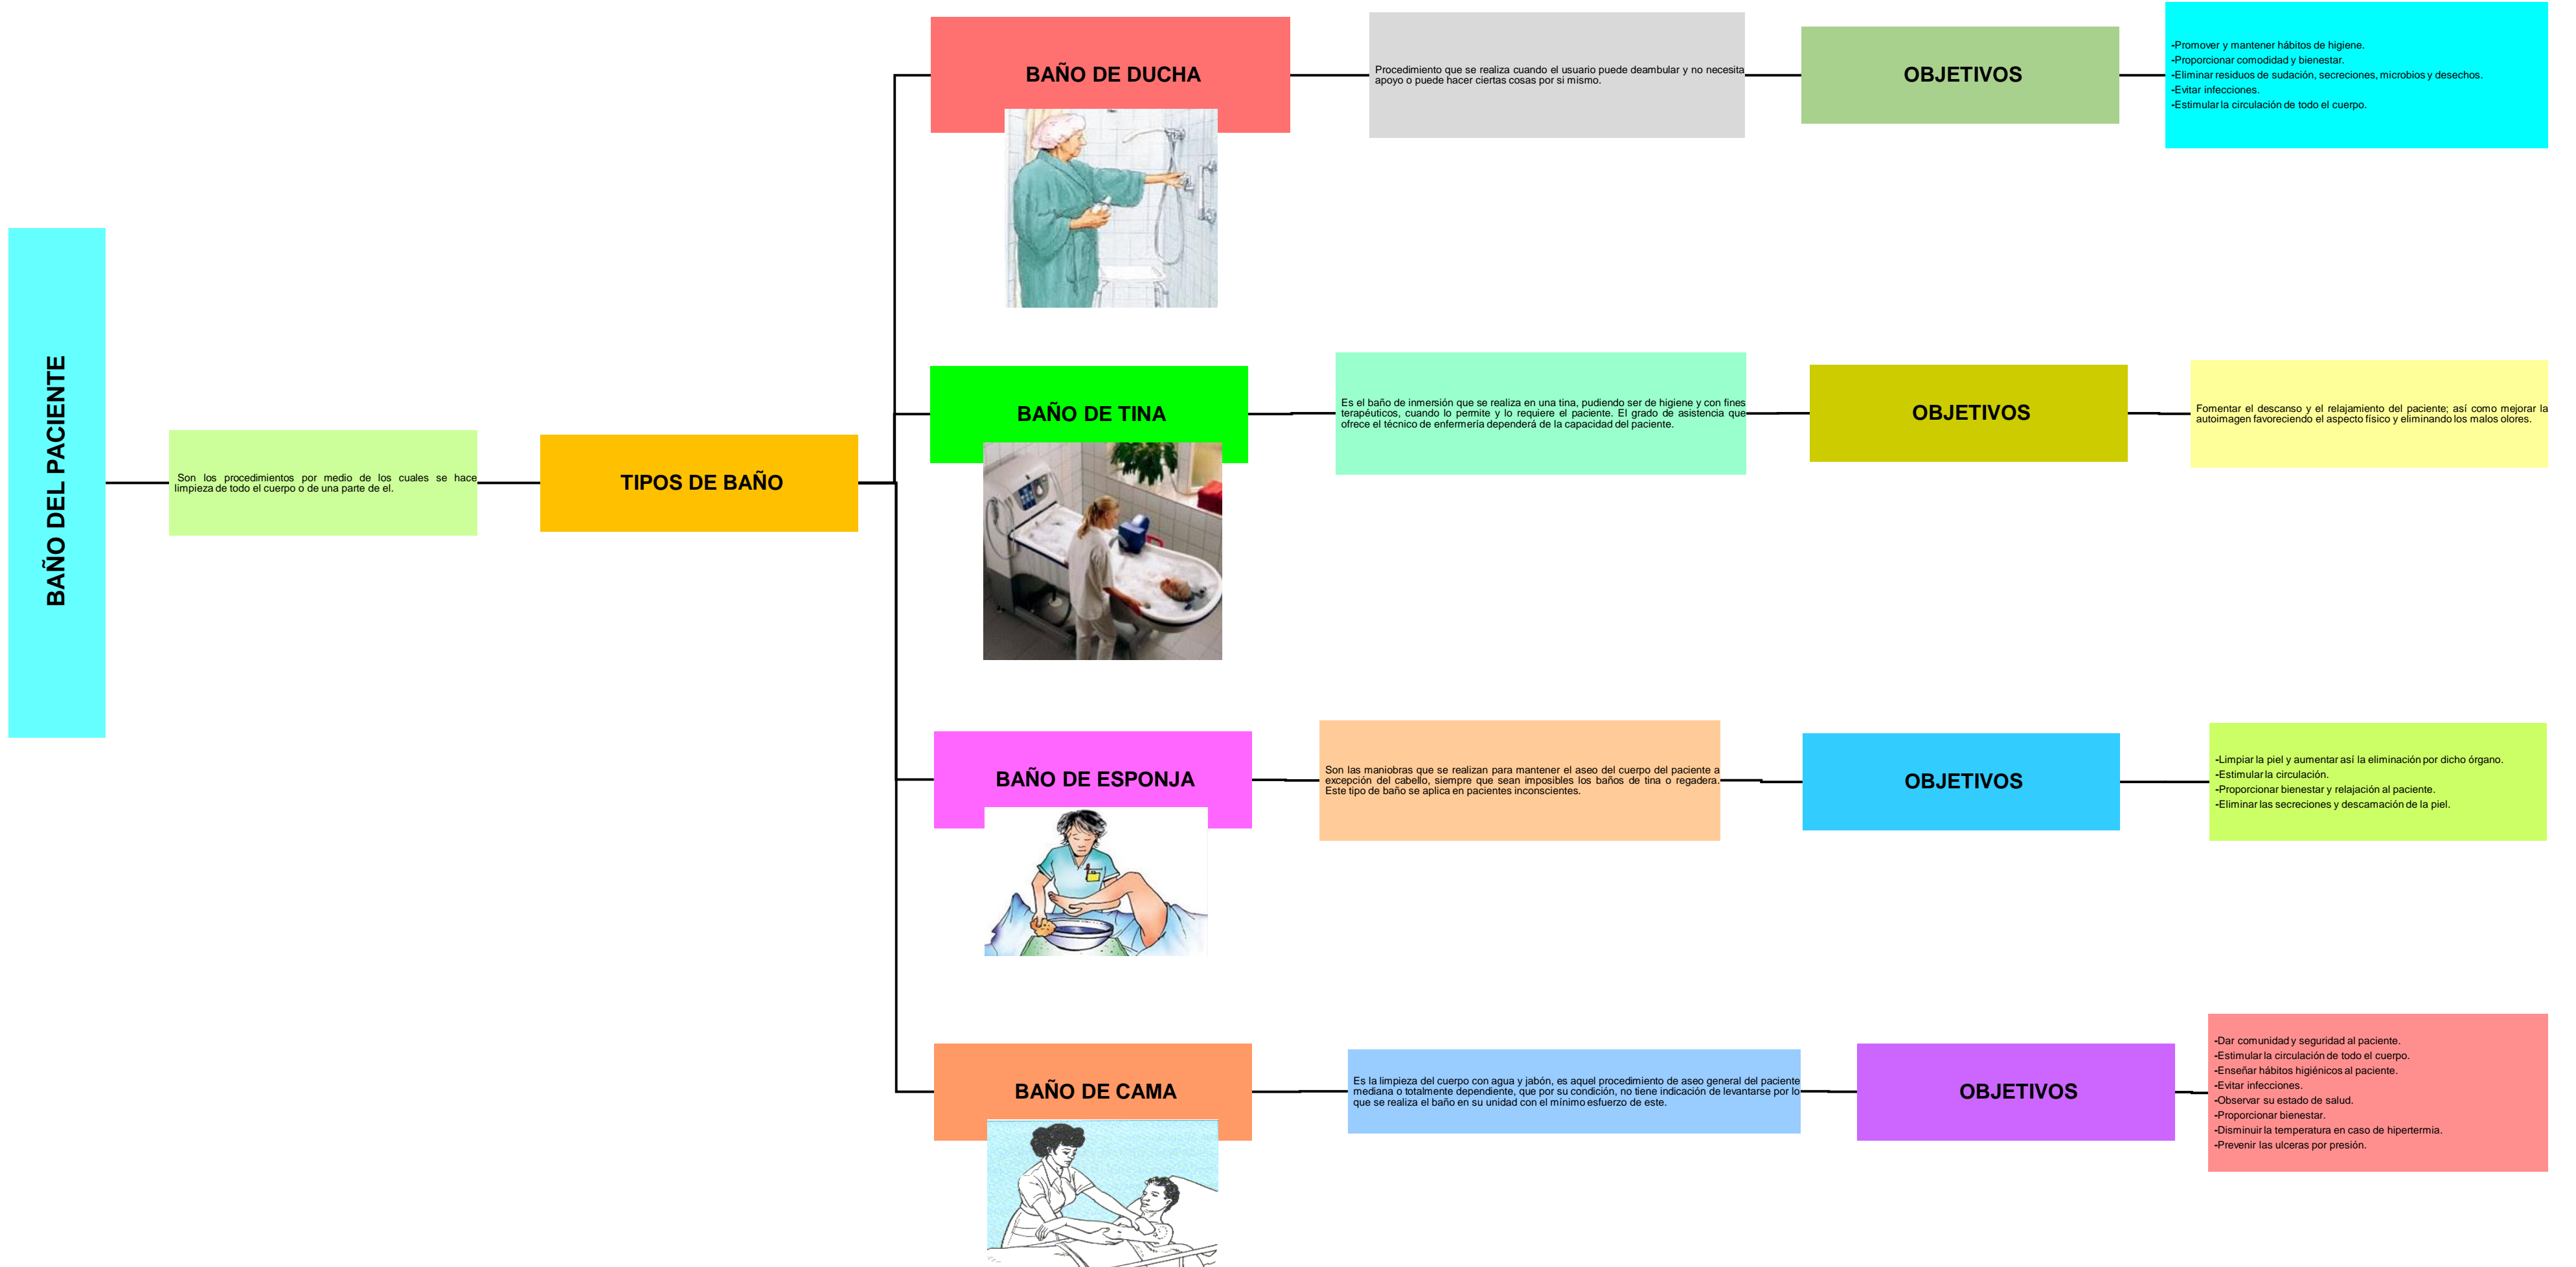 BAÑO DEL PACIENTE
Son los procedimientos por medio de los cuales se hace
limpieza de todo el cuerpo o de una parte de el.
TIPOS DE BAÑO
BAÑO DE DUCHA
Procedimiento que se realiza cuando el usuario puede deambular y no necesita
apoyo o puede hacer ciertas cosas por si mismo.
OBJETIVOS
-Promover y mantener hábitos de higiene.
-Proporcionar comodidad y bienestar.
-Eliminar residuos de sudación, secreciones, microbios y desechos.
-Evitar infecciones.
-Estimular la circulación de todo el cuerpo.
BAÑO DE TINA
Es el baño de inmersión que se realiza en una tina, pudiendo ser de higiene y con fines
terapéuticos, cuando lo permite y lo requiere el paciente. El grado de asistencia que
ofrece el técnico de enfermería dependerá de la capacidad del paciente.
OBJETIVOS
Fomentar el descanso y el relajamiento del paciente; así como mejorar la
autoimagen favoreciendo el aspecto físico y eliminando los malos olores.
BAÑO DE ESPONJA
Son las maniobras que se realizan para mantener el aseo del cuerpo del paciente a
excepción del cabello, siempre que sean imposibles los baños de tina o regadera.
Este tipo de baño se aplica en pacientes inconscientes.
OBJETIVOS
-Limpiar la piel y aumentar así la eliminación por dicho órgano.
-Estimular la circulación.
-Proporcionar bienestar y relajación al paciente.
-Eliminar las secreciones y descamación de la piel.
BAÑO DE CAMA
Es la limpieza del cuerpo con agua y jabón, es aquel procedimiento de aseo general del paciente
mediana o totalmente dependiente, que por su condición, no tiene indicación de levantarse por lo
que se realiza el baño en su unidad con el mínimo esfuerzo de este.
OBJETIVOS
-Dar comunidad y seguridad al paciente.
-Estimular la circulación de todo el cuerpo.
-Enseñar hábitos higiénicos al paciente.
-Evitar infecciones.
-Observar su estado de salud.
-Proporcionar bienestar.
-Disminuir la temperatura en caso de hipertermia.
-Prevenir las ulceras por presión.